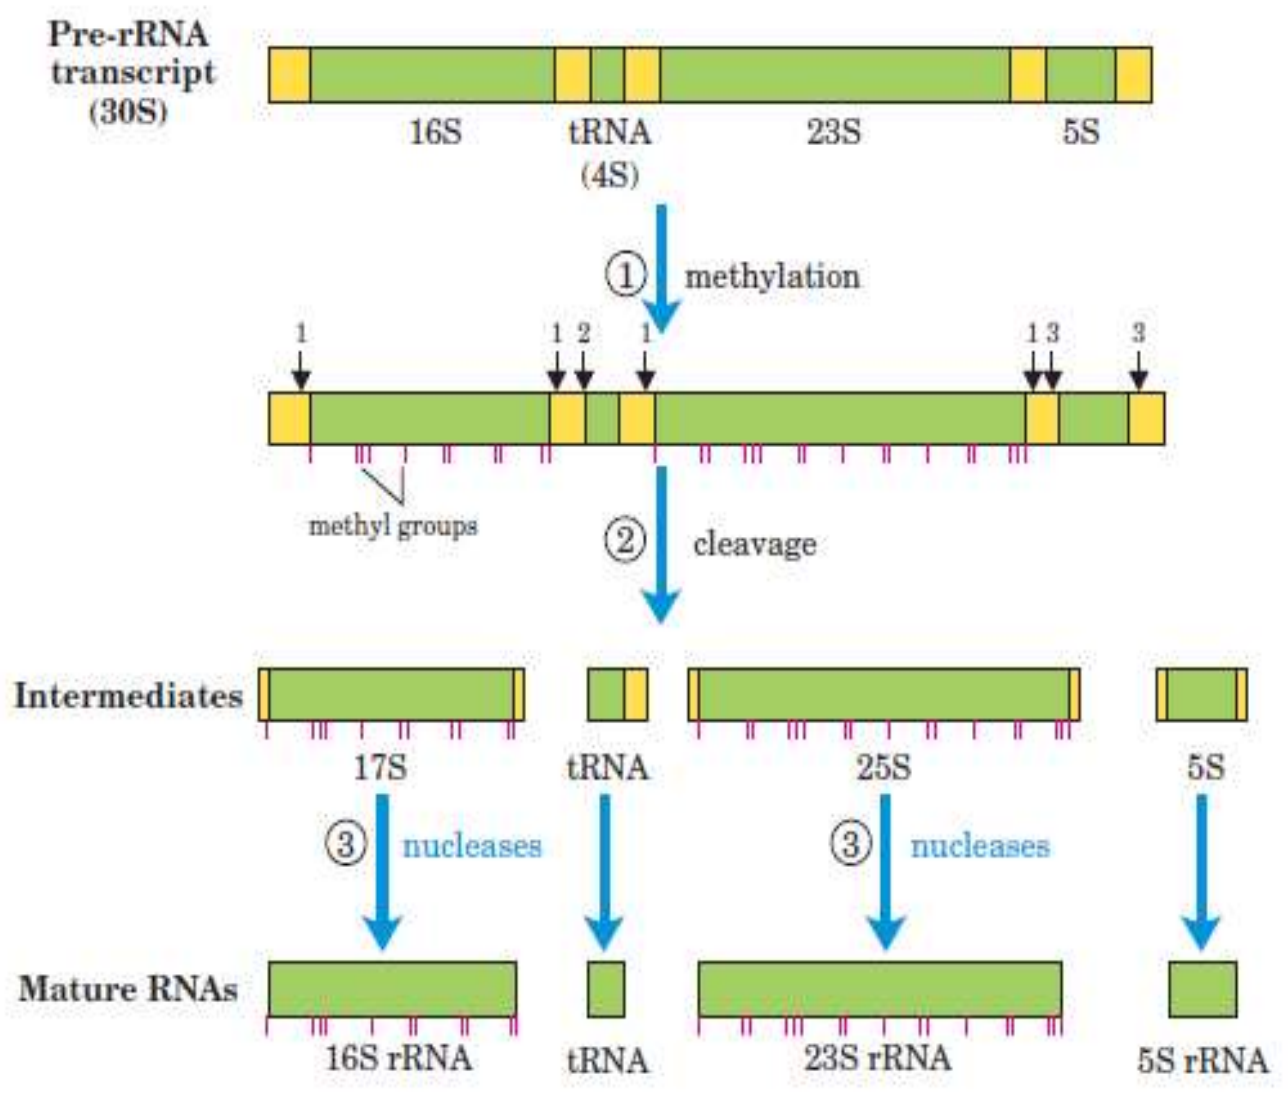 Pre-rRNA
transcript
(30S)
16S
tRNA
(4S)
23S
5S
1
methylation
1
1 2
1
1 3
3
methyl groups
2
cleavage
Intermediates
17S
tRNA
25S
5S
3
nucleases
3
nucleases
Mature RNAs
16S rRNA
tRNA
23S rRNA
5S rRNA